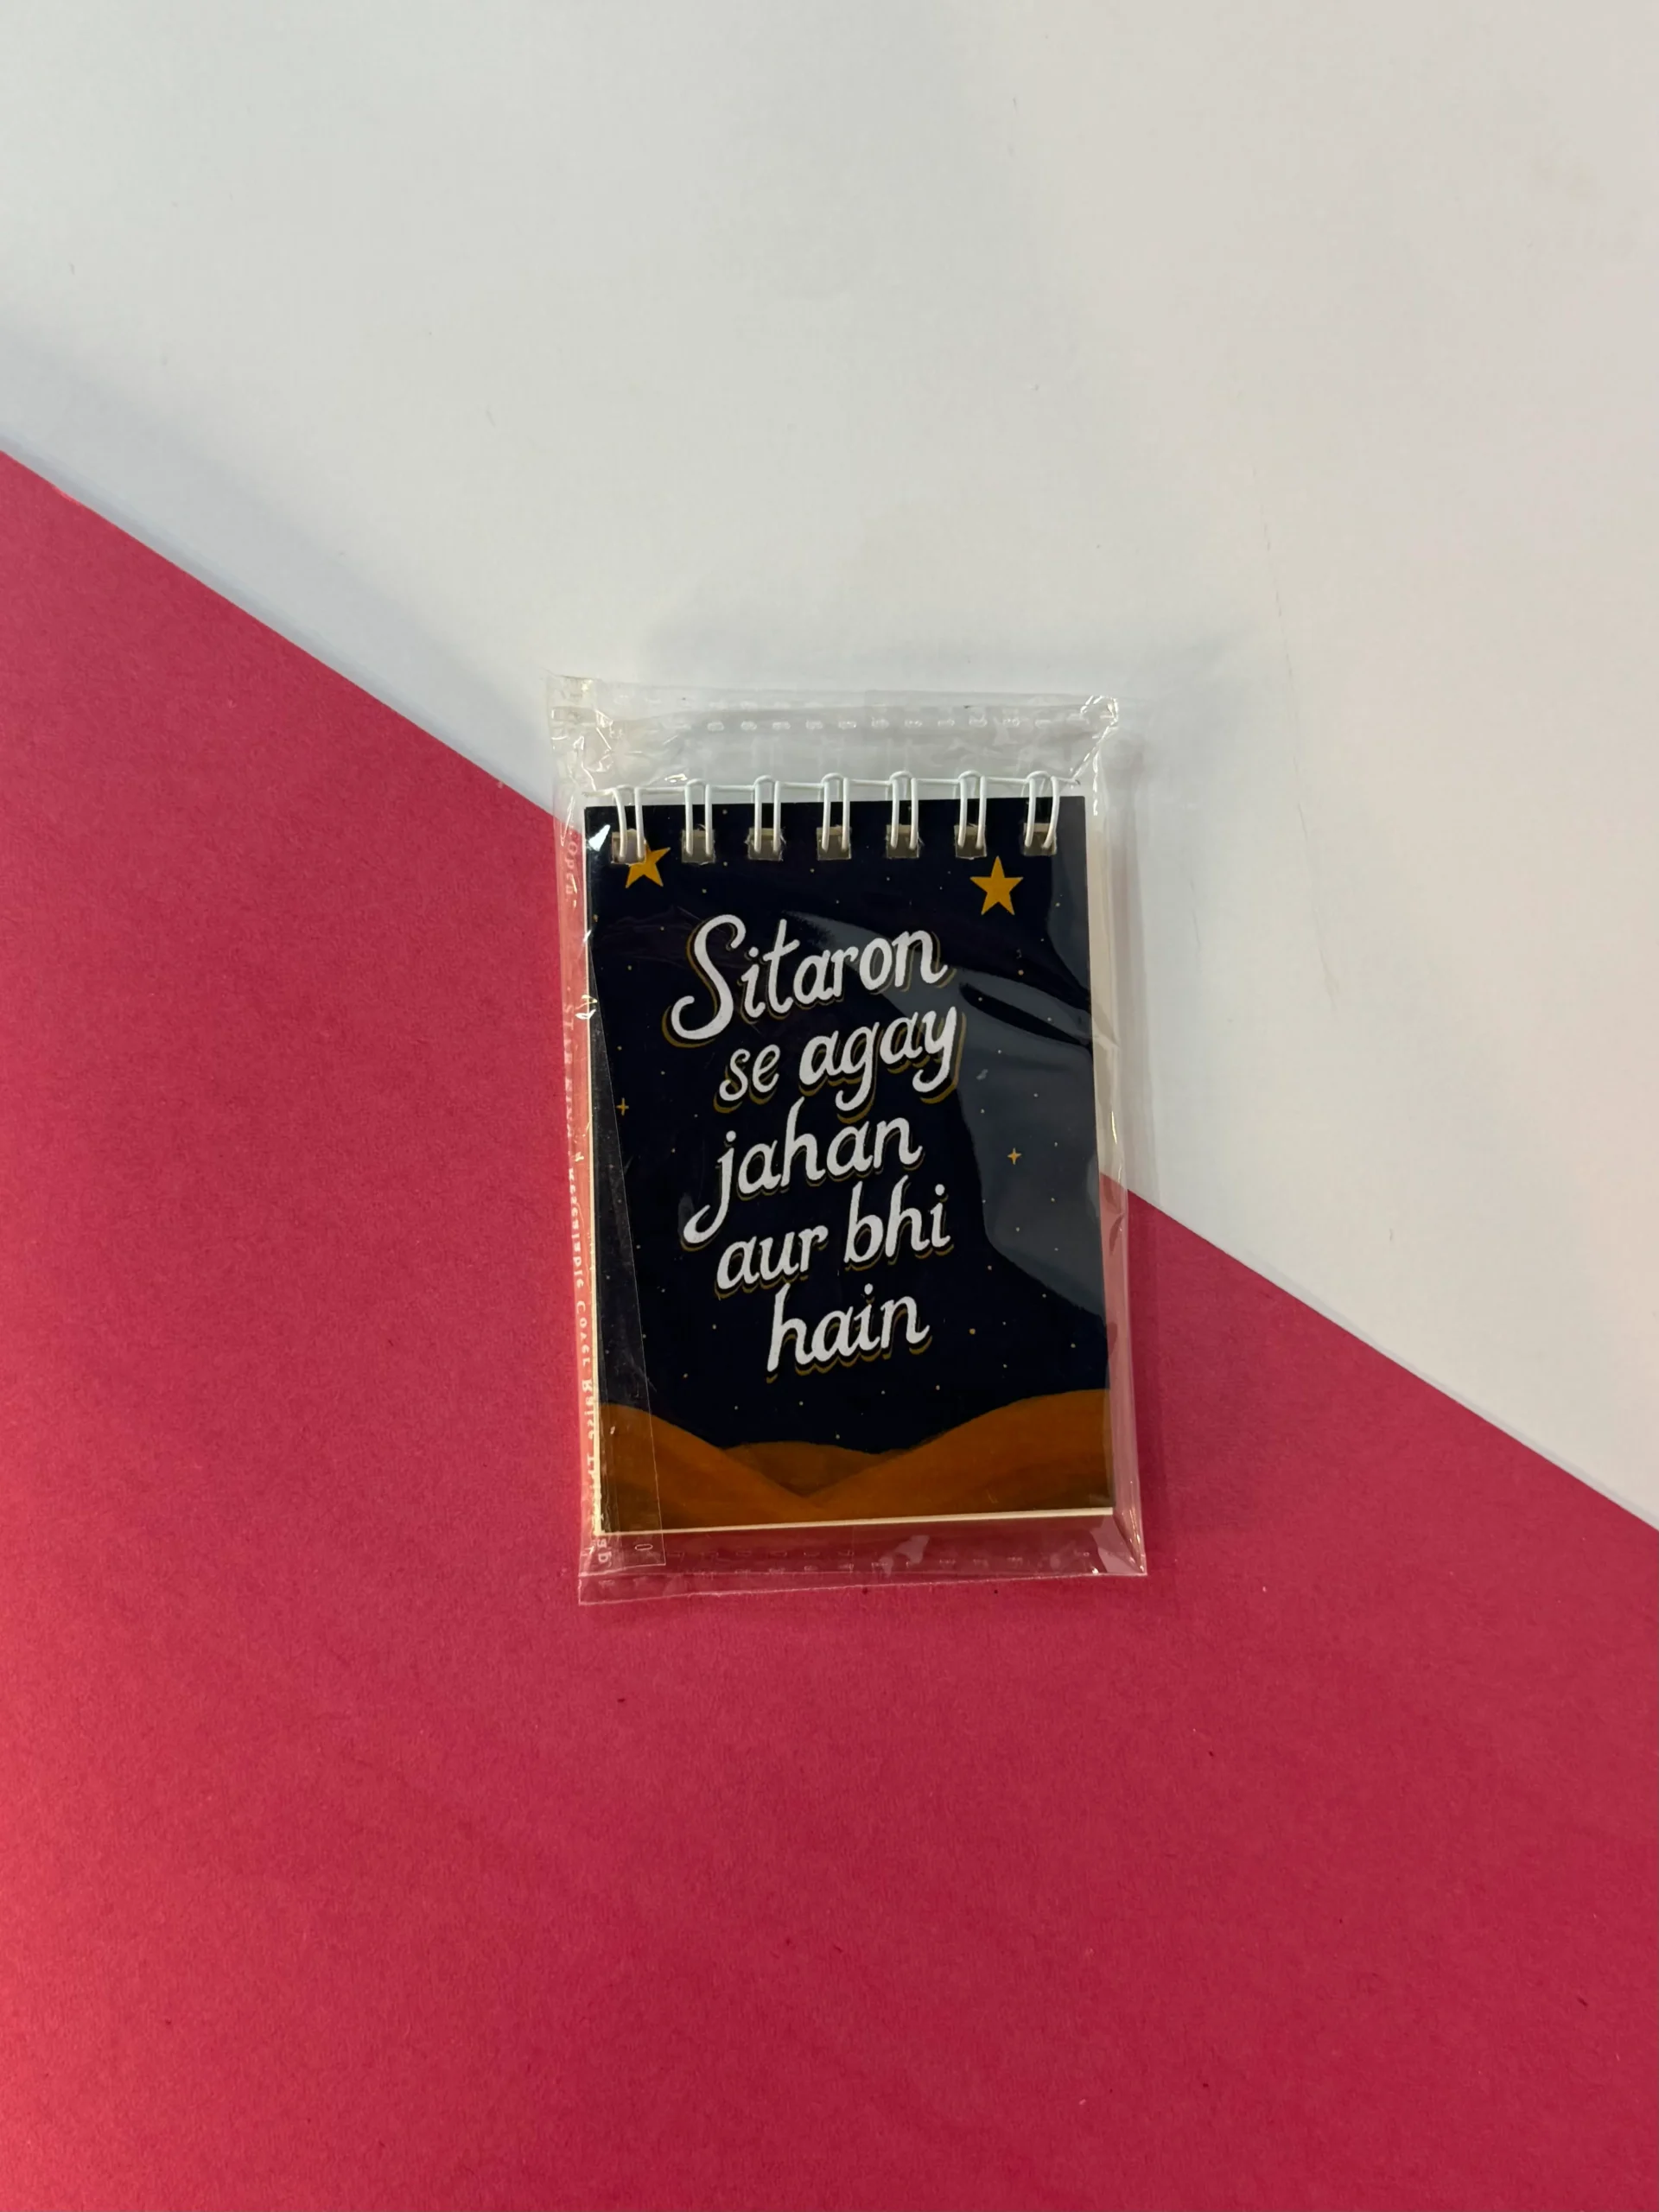 Sitaron
se agay
jahan
aur bhi
hain